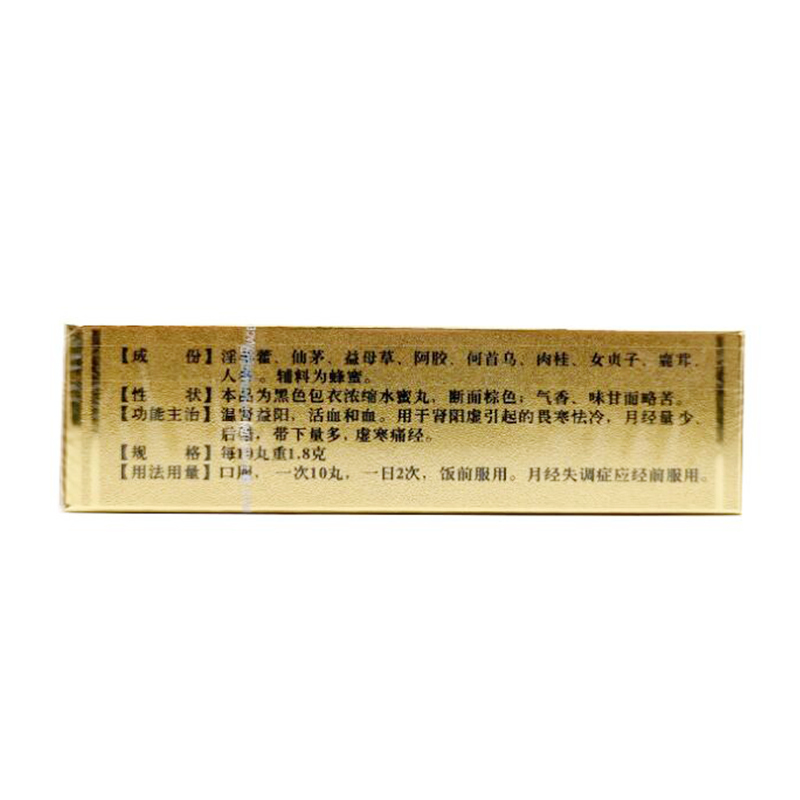 【成份】淫羊藿、仙茅、益母草、阿胶、何首乌、肉桂、女贞子、鹿茸、
人参。辅料为蜂蜜。
【性状】本品为黑色包衣浓缩水蜜丸，断面棕色；气香、味甘而略苦。
【功能主治】温肾益阳，活血和血。用于肾阳虚引起的畏寒怯冷，月经量少、
后错，带下量多，虚寒痛经。
【规格】每10丸重1.8克
【用法用量】口服，一次10丸，一日2次，饭前服用。月经失调症应经前服用。